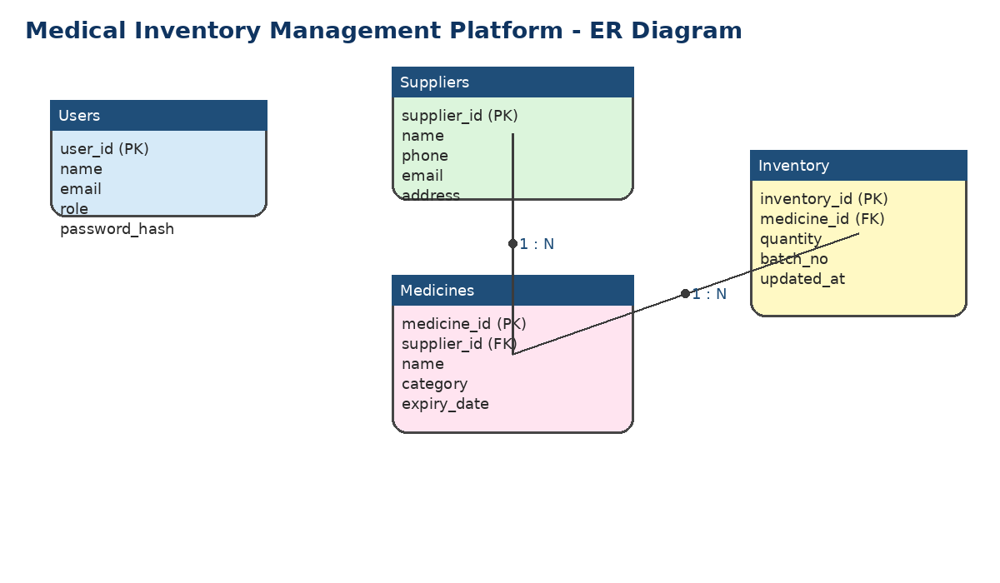 Medical Inventory Management Platform - ER Diagram
Users
user_id (PK)
name
email
role
password_hash
Suppliers
supplier_id (PK)
name
phone
email
address
1 : N
Medicines
medicine_id (PK)
supplier_id (FK)
name
category
expiry_date
1 : N
Inventory
inventory_id (PK)
medicine_id (FK)
quantity
batch_no
updated_at